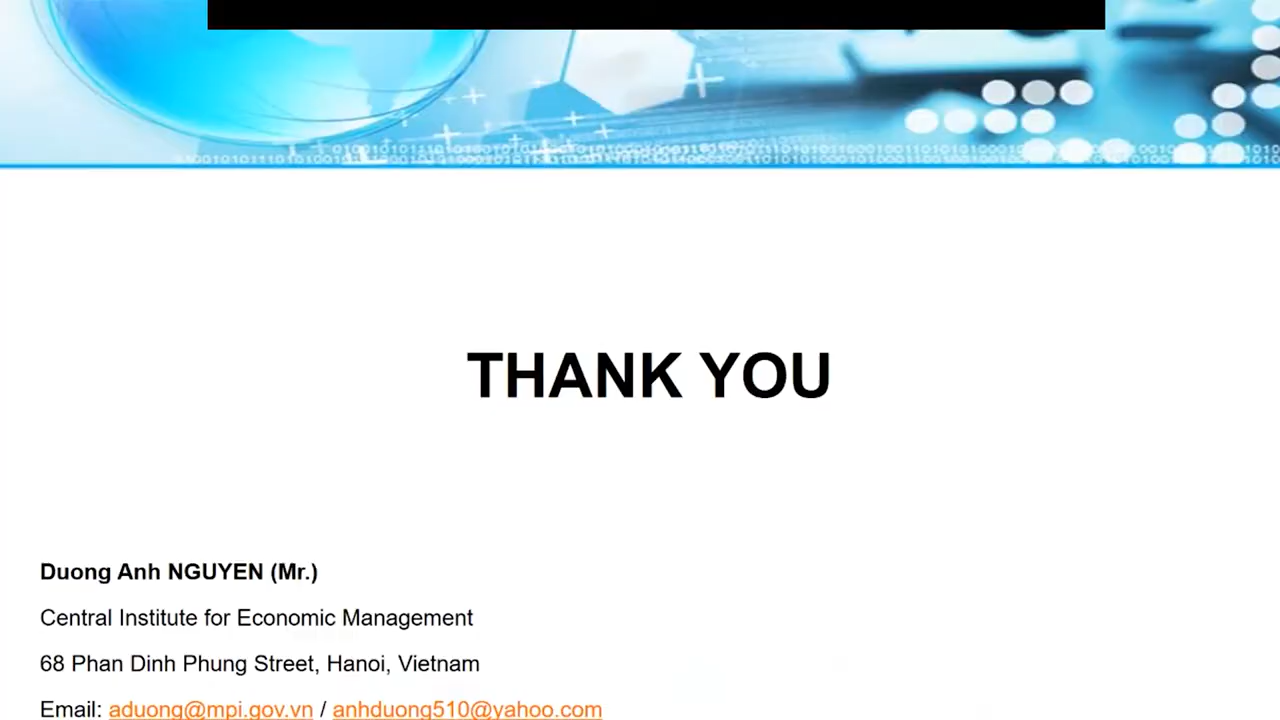 THANK YOU
Duong Anh NGUYEN (Mr.)
Central Institute for Economic Management
68 Phan Dinh Phung Street, Hanoi, Vietnam
Email: aduong@mpi.gov.vn / anhduong510@yahoo.com